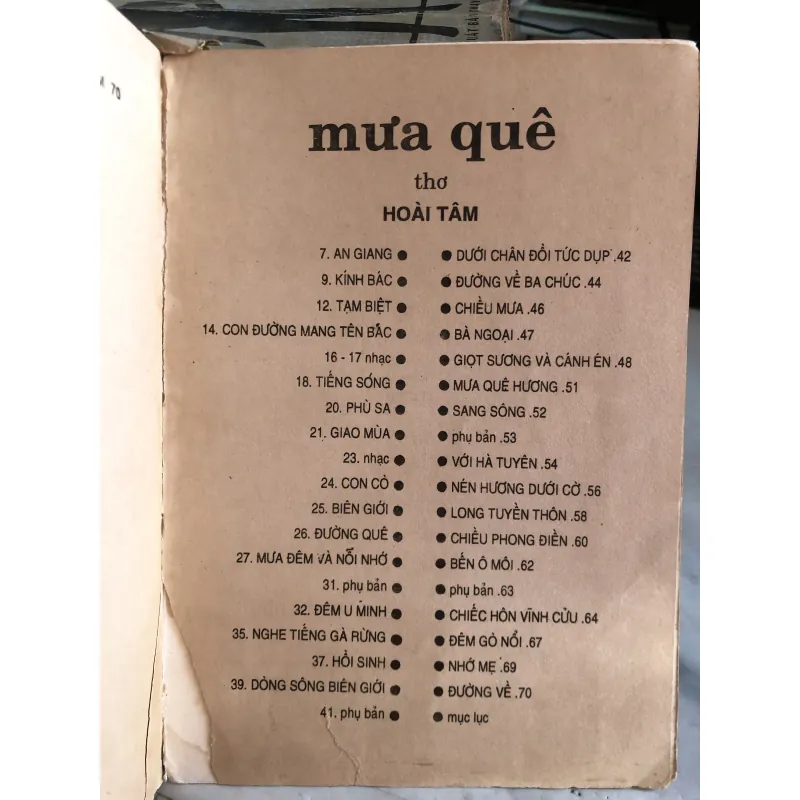 mưa quê
thơ
HOÀI TÂM
7. AN GIANG ●
9. KÍNH BÁC ●
12. TẠM BIỆT ●
14. CON ĐƯỜNG MANG TÊN BẮC ●
16 - 17 nhạc ●
18. TIẾNG SÓNG ●
20. PHÙ SA ●
21. GIAO MÙA ●
23. nhạc ●
24. CON CÒ ●
25. BIÊN GIỚI ●
26. ĐƯỜNG QUÊ ●
27. MƯA ĐÊM VÀ NỖI NHỚ ●
31. phụ bản ●
32. ĐÊM U MINH ●
35. NGHE TIẾNG GÀ RỪNG ●
37. HỒI SINH ●
39. DÒNG SÔNG BIÊN GIỚI ●
41. phụ bản ●
● DƯỚI CHÂN ĐỒI TỨC DỤP .42
● ĐƯỜNG VỀ BA CHÚC .44
● CHIỀU MƯA .46
● BÀ NGOẠI .47
● GIỌT SƯƠNG VÀ CÁNH ÉN .48
● MƯA QUÊ HƯƠNG .51
● SANG SÔNG .52
● phụ bản .53
● VỚI HÀ TUYÊN .54
● NÉN HƯƠNG DƯỚI CỜ .56
● LONG TUYỀN THÔN .58
● CHIỀU PHONG ĐIỀN .60
● BẾN Ô MÔI .62
● phụ bản .63
● CHIẾC HÔN VĨNH CỬU .64
● ĐÊM GÒ NỔI .67
● NHỚ MẸ .69
● ĐƯỜNG VỀ .70
● mục lục
70